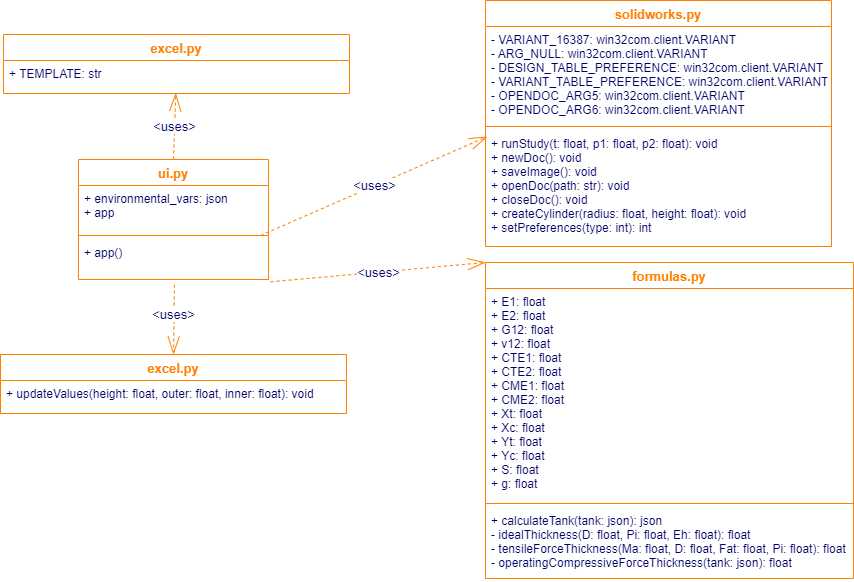 excel.py
+ TEMPLATE: str
<uses>
ui.py
+ environmental_vars: json
+ app
+ app()
<uses>
excel.py
+ updateValues(height: float, outer: float, inner: float): void
<uses>
solidworks.py
- VARIANT_16387: win32com.client.VARIANT
- ARG_NULL: win32com.client.VARIANT
- DESIGN_TABLE_PREFERENCE: win32com.client.VARIANT
- VARIANT_TABLE_PREFERENCE: win32com.client.VARIANT
- OPENDOC_ARG5: win32com.client.VARIANT
- OPENDOC_ARG6: win32com.client.VARIANT
+ runStudy(t: float, p1: float, p2: float): void
+ newDoc(): void
+ saveImage(): void
+ openDoc(path: str): void
+ closeDoc(): void
+ createCylinder(radius: float, height: float): void
+ setPreferences(type: int): int
<uses>
formulas.py
+ E1: float
+ E2: float
+ G12: float
+ v12: float
+ CTE1: float
+ CTE2: float
+ CME1: float
+ CME2: float
+ Xt: float
+ Xc: float
+ Yt: float
+ Yc: float
+ S: float
+ g: float
+ calculateTank(tank: json): json
- idealThickness(D: float, Pi: float, Eh: float): float
- tensileForceThickness(Ma: float, D: float, Fat: float, Pi: float): float
- operatingCompressiveForceThickness(tank: json): float